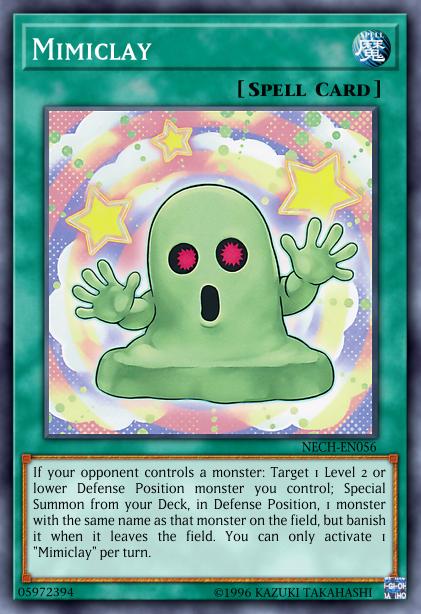 Mimiclay
SPELL
魔
[Spell Card]
NECH-EN056
If your opponent controls a monster: Target 1 Level 2 or
lower Defense Position monster you control; Special
Summon from your Deck, in Defense Position, 1 monster
with the same name as that monster on the field, but banish
it when it leaves the field. You can only activate 1
"Mimiclay" per turn.
05972394
©1996 KAZUKI TAKAHASHI